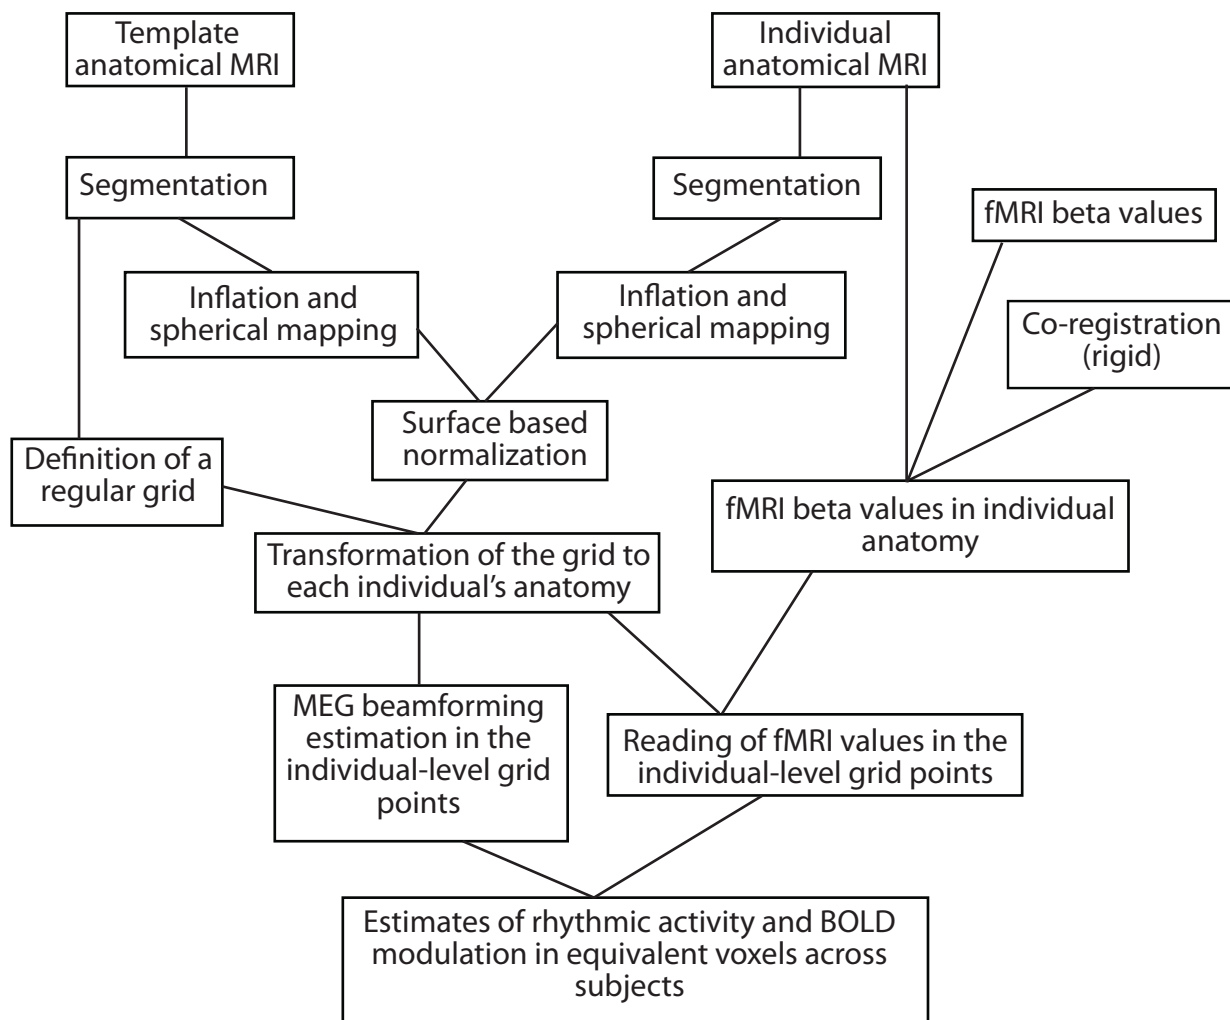 Template
anatomical MRI
Individual
anatomical MRI
Segmentation
Segmentation
fMRI beta values
Inflation and
spherical mapping
Inflation and
spherical mapping
Co-registration
(rigid)
Surface based
normalization
Definition of a
regular grid
fMRI beta values in individual
anatomy
Transformation of the grid to
each individual’s anatomy
MEG beamforming
estimation in the
individual-level grid
points
Reading of fMRI values in the
individual-level grid points
Estimates of rhythmic activity and BOLD
modulation in equivalent voxels across
subjects